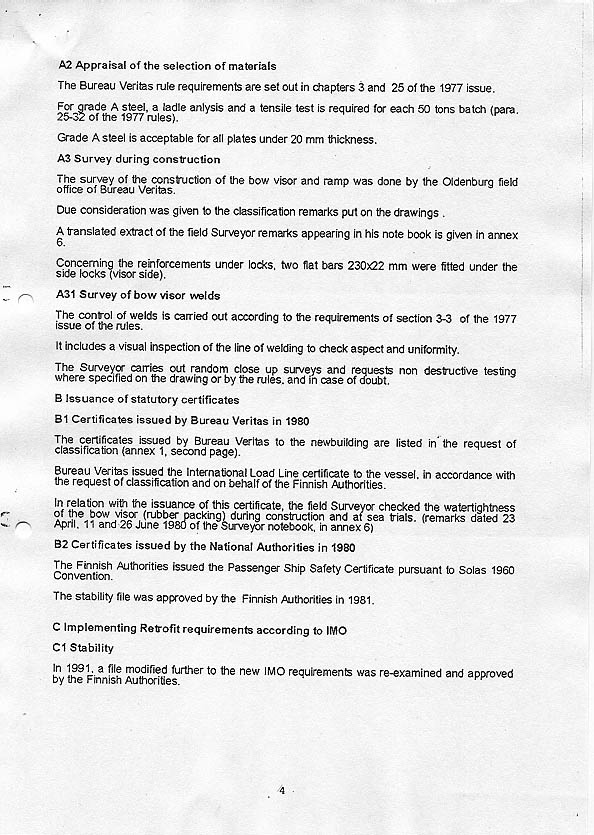 A2 Appraisal of the selection of materials
The Bureau Veritas rule requirements are set out in chapters 3 and 25 of the 1977 issue.
For grade A steel, a ladle anlysis and a tensile test is required for each 50 tons batch (para.
25-32 of the 1977 rules).
Grade A steel is acceptable for all plates under 20 mm thickness.
A3 Survey during construction
The survey of the construction of the bow visor and ramp was done by the Oldenburg field
office of Bureau Veritas.
Due consideration was given to the classification remarks put on the drawings .
A translated extract of the field Surveyor remarks appearing in his note book is given in annex
6.
Concerning the reinforcements under locks, two flat bars 230x22 mm were fitted under the
side locks (visor side).
A31 Survey of bow visor welds
The control of welds is carried out according to the requirements of section 3-3 of the 1977
issue of the rules.
It includes a visual inspection of the line of welding to check aspect and uniformity.
The Surveyor carries out random close up surveys and requests non destructive testing
where specified on the drawing or by the rules, and in case of doubt.
B Issuance of statutory certificates
B1 Certificates issued by Bureau Veritas in 1980
The certificates issued by Bureau Veritas to the newbuilding are listed in the request of
classification (annex 1, second page).
Bureau Veritas issued the International Load Line certificate to the vessel, in accordance with
the request of classification and on behalf of the Finnish Authorities.
In relation with the issuance of this certificate, the field Surveyor checked the watertightness
of the bow visor (rubber packing) during construction and at sea trials. (remarks dated 23
April, 11 and 26 June 1980 of the Surveyor notebook, in annex 6)
B2 Certificates issued by the National Authorities in 1980
The Finnish Authorities issued the Passenger Ship Safety Certificate pursuant to Solas 1960
Convention.
The stability file was approved by the Finnish Authorities in 1981.
C Implementing Retrofit requirements according to IMO
C1 Stability
In 1991, a file modified further to the new IMO requirements was re-examined and approved
by the Finnish Authorities.
4